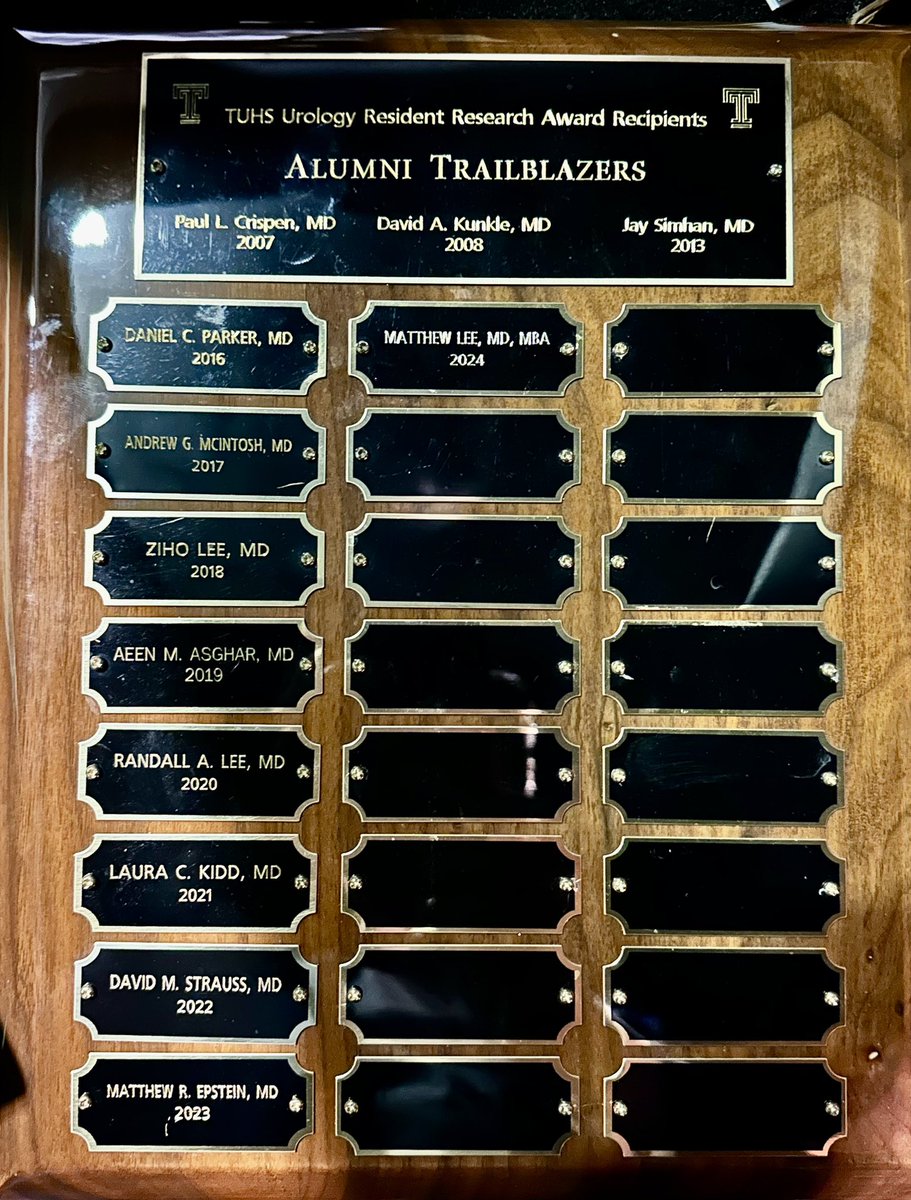 TUHS Urology Resident Research Award Recipients
ALUMNI TRAILBLAZERS
Paul L. Crispen, MD David A. Kunkle, MD Jay Simhan, MD
2007 2008 2013
DANIEL C. PARKER, MD
2016
MATTHEW LEE, MD, MBA
2024
ANDREW G. MCINTOSH, MD
2017
ZIHO LEE, MD
2018
AEEN M. ASGHAR, MD
2019
RANDALL A. LEE, MD
2020
LAURA C. KIDD, MD
2021
DAVID M. STRAUSS, MD
2022
MATTHEW R. EPSTEIN, MD
2023